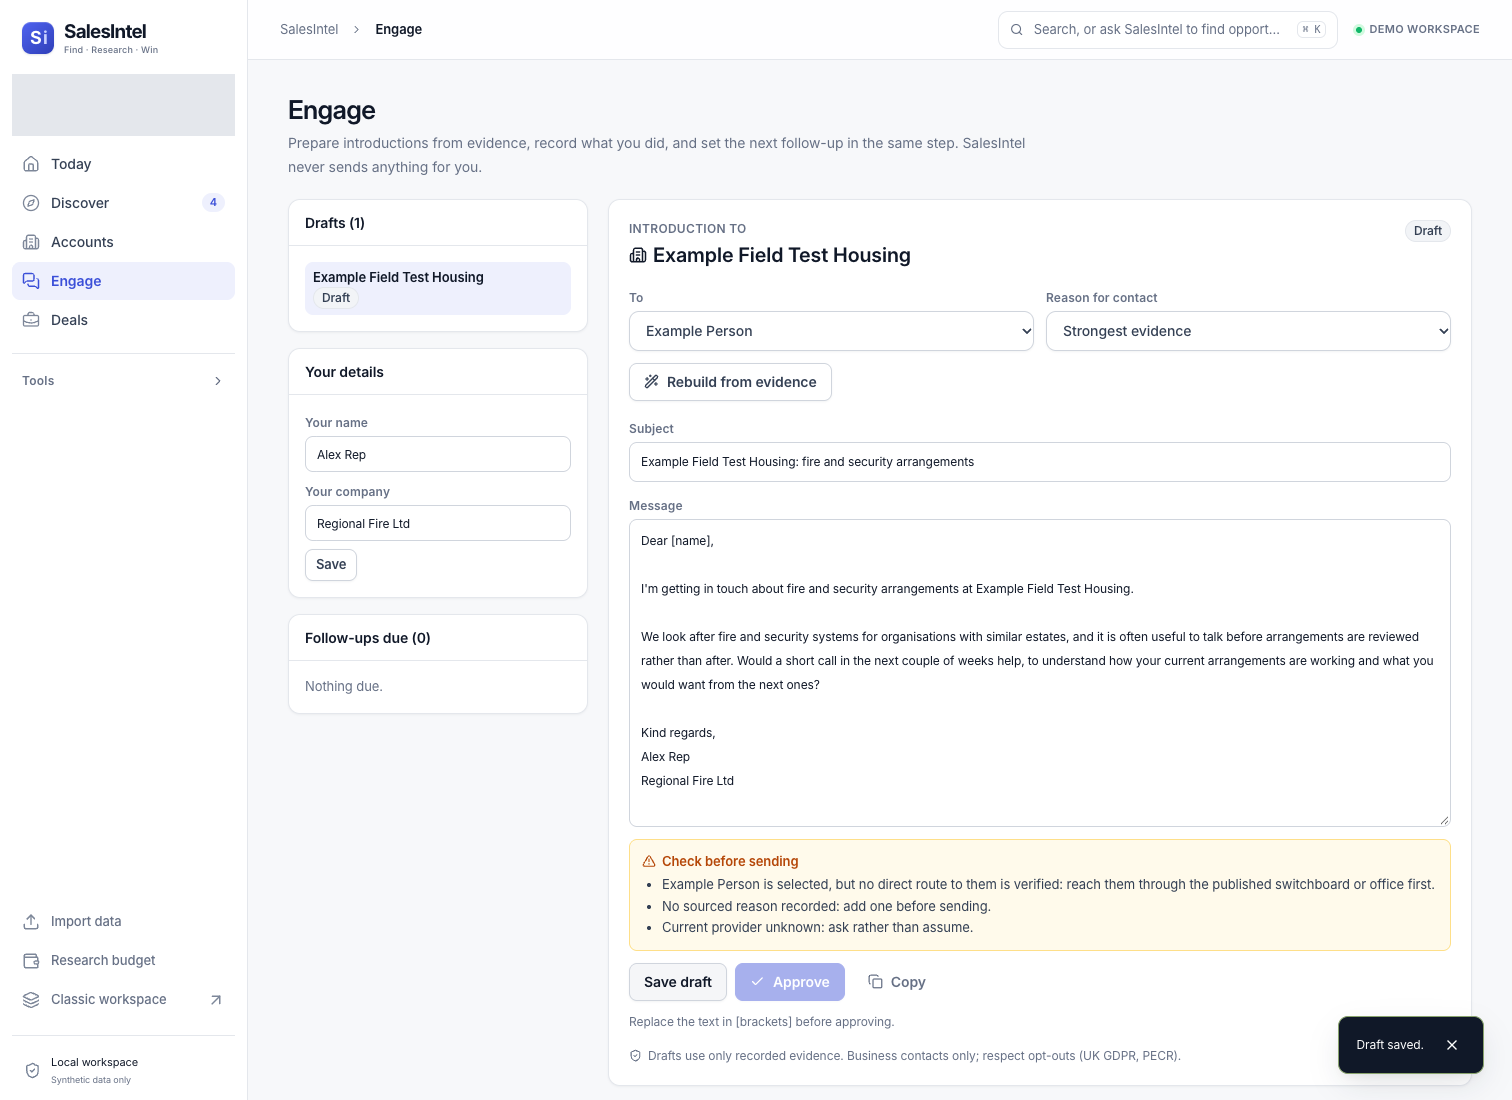 Si
SalesIntel
Find · Research · Win
Today
Discover
4
Accounts
Engage
Deals
Tools
Import data
Research budget
Classic workspace
Local workspace
Synthetic data only
SalesIntel
Engage
Search, or ask SalesIntel to find opport...
⌘ K
DEMO WORKSPACE
Engage
Prepare introductions from evidence, record what you did, and set the next follow-up in the same step. SalesIntel
never sends anything for you.
Drafts (1)
Example Field Test Housing
Draft
Your details
Your name
Alex Rep
Your company
Regional Fire Ltd
Save
Follow-ups due (0)
Nothing due.
INTRODUCTION TO
Draft
Example Field Test Housing
To
Reason for contact
Example Person
Strongest evidence
Rebuild from evidence
Subject
Example Field Test Housing: fire and security arrangements
Message
Dear [name],
I'm getting in touch about fire and security arrangements at Example Field Test Housing.
We look after fire and security systems for organisations with similar estates, and it is often useful to talk before arrangements are reviewed
rather than after. Would a short call in the next couple of weeks help, to understand how your current arrangements are working and what you
would want from the next ones?
Kind regards,
Alex Rep
Regional Fire Ltd
Check before sending
• Example Person is selected, but no direct route to them is verified: reach them through the published switchboard or office first.
• No sourced reason recorded: add one before sending.
• Current provider unknown: ask rather than assume.
Save draft
Approve
Copy
Replace the text in [brackets] before approving.
Drafts use only recorded evidence. Business contacts only; respect opt-outs (UK GDPR, PECR).
Draft saved.